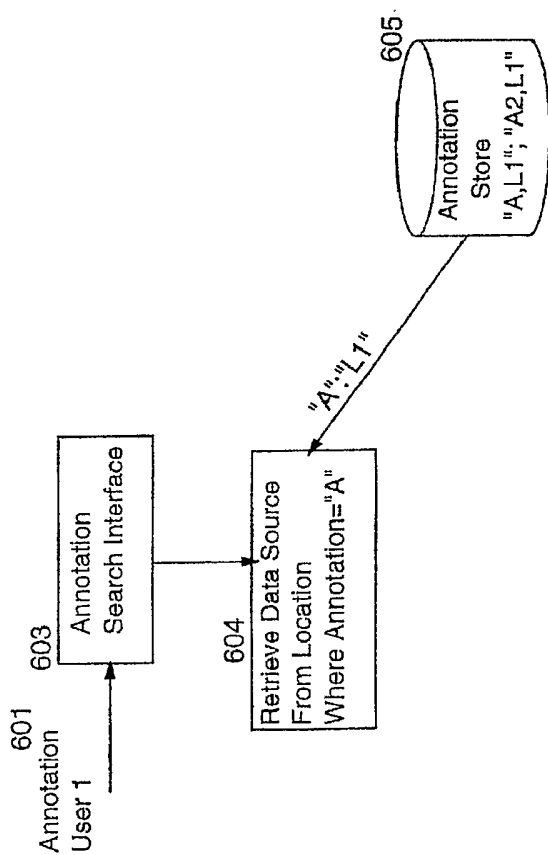 601
Annotation
User 1
603
Annotation
Search Interface
604
Retrieve Data Source
From Location
Where Annotation="A"
"A":"L1"
605
Annotation
Store
"A,L1"; "A2,L1"